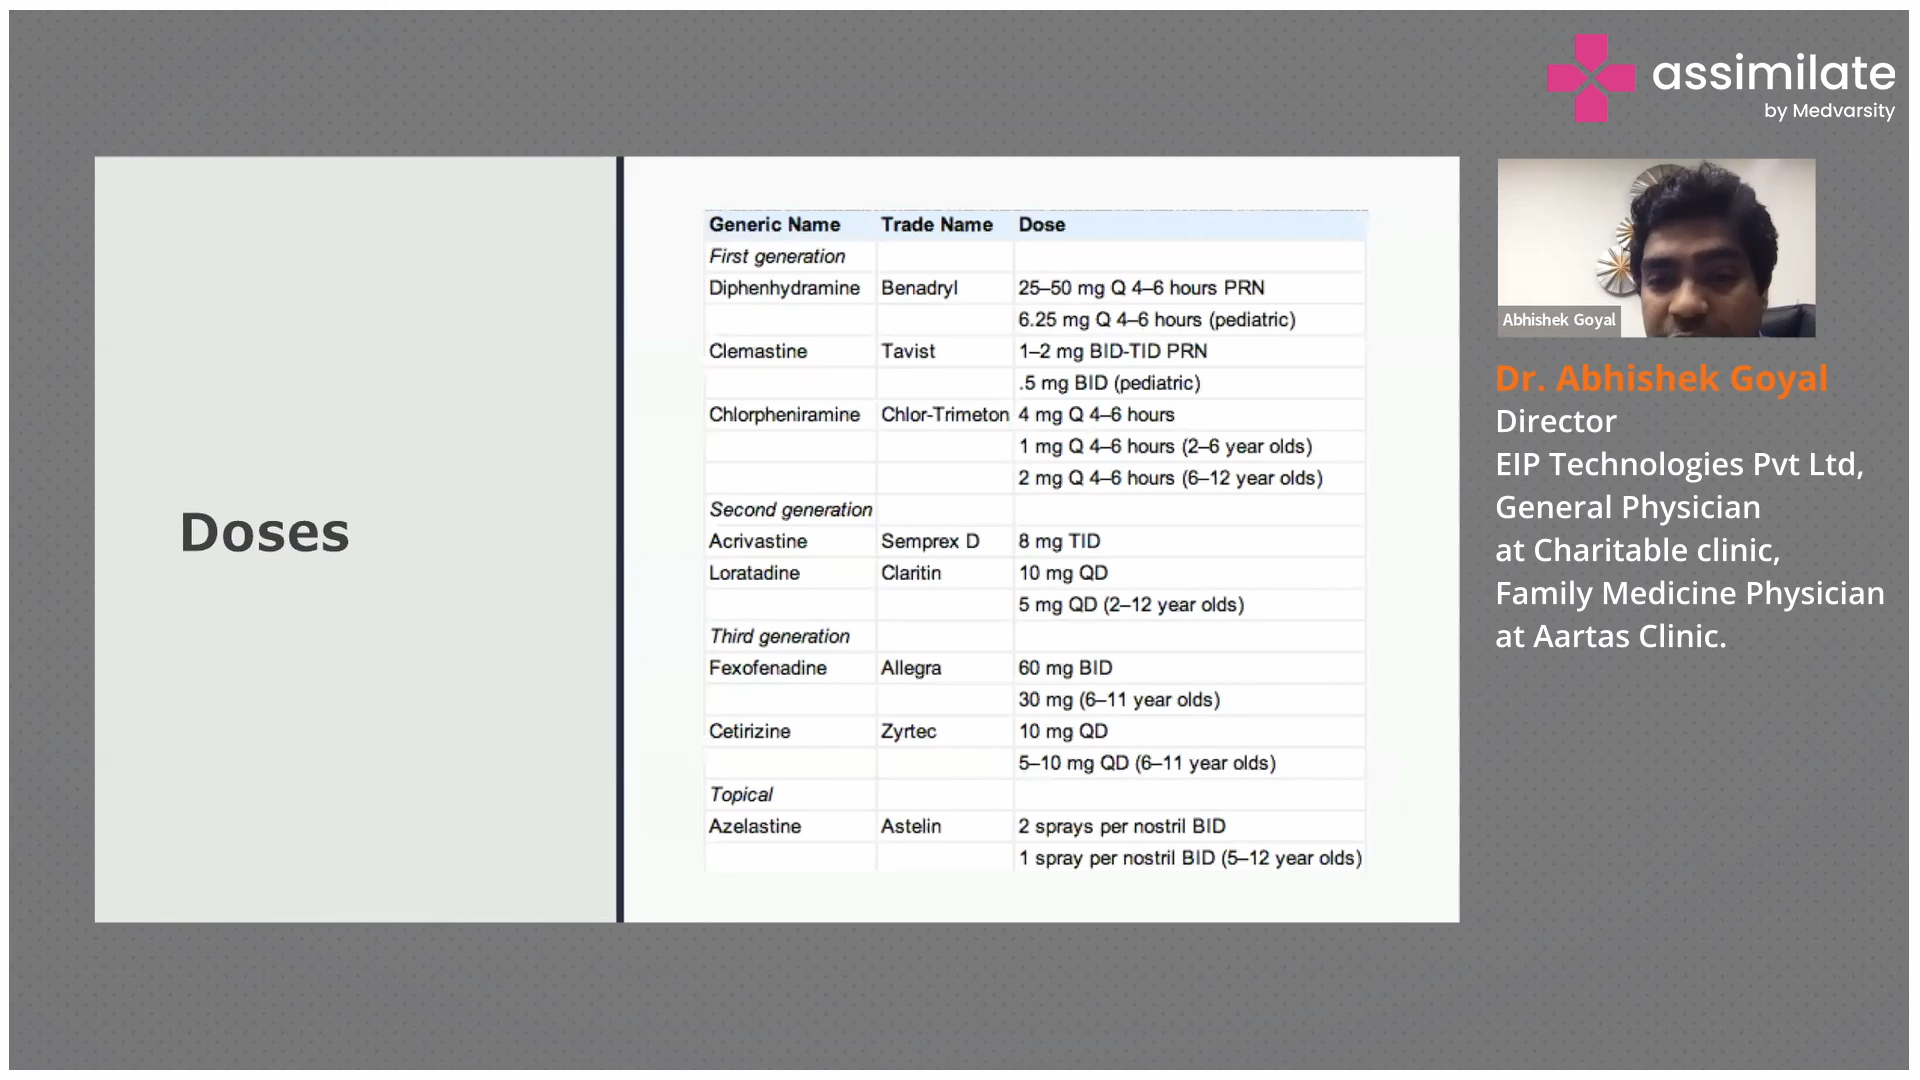 assimilate
by Medvarsity
Doses
Generic Name Trade Name Dose
First generation
Diphenhydramine Benadryl 25–50 mg Q 4–6 hours PRN
6.25 mg Q 4–6 hours (pediatric)
Clemastine Tavist 1–2 mg BID-TID PRN
.5 mg BID (pediatric)
Chlorpheniramine Chlor-Trimeton 4 mg Q 4–6 hours
1 mg Q 4–6 hours (2–6 year olds)
2 mg Q 4–6 hours (6–12 year olds)
Second generation
Acrivastine Semprex D 8 mg TID
Loratadine Claritin 10 mg QD
5 mg QD (2–12 year olds)
Third generation
Fexofenadine Allegra 60 mg BID
30 mg (6–11 year olds)
Cetirizine Zyrtec 10 mg QD
5–10 mg QD (6–11 year olds)
Topical
Azelastine Astelin 2 sprays per nostril BID
1 spray per nostril BID (5–12 year olds)
Abhishek Goyal
Dr. Abhishek Goyal
Director
EIP Technologies Pvt Ltd,
General Physician
at Charitable clinic,
Family Medicine Physician
at Aartas Clinic.